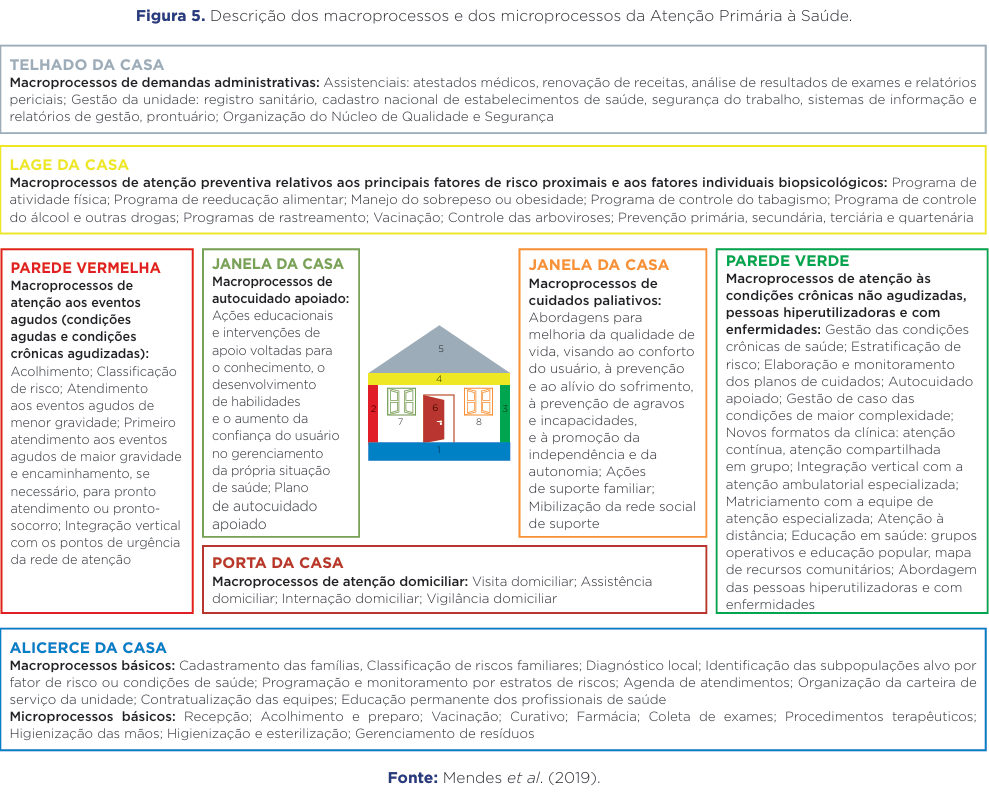 Figura 5. Descrição dos macroprocessos e dos microprocessos da Atenção Primária à Saúde.
TELHADO DA CASA
Macroprocessos de demandas administrativas: Assistenciais: atestados médicos, renovação de receitas, análise de resultados de exames e relatórios
periciais; Gestão da unidade: registro sanitário, cadastro nacional de estabelecimentos de saúde, segurança do trabalho, sistemas de informação e
relatórios de gestão, prontuário; Organização do Núcleo de Qualidade e Segurança
LAGE DA CASA
Macroprocessos de atenção preventiva relativos aos principais fatores de risco proximais e aos fatores individuais biopsicológicos: Programa de
atividade física; Programa de reeducação alimentar; Manejo do sobrepeso ou obesidade; Programa de controle do tabagismo; Programa de controle
do álcool e outras drogas; Programas de rastreamento; Vacinação; Controle das arboviroses; Prevenção primária, secundária, terciária e quartenária
PAREDE VERMELHA
Macroprocessos de
atenção aos eventos
agudos (condições
agudas e condições
crônicas agudizadas):
Acolhimento; Classificação
de risco; Atendimento
aos eventos agudos de
menor gravidade; Primeiro
atendimento aos eventos
agudos de maior gravidade
e encaminhamento, se
necessário, para pronto
atendimento ou pronto-
socorro; Integração vertical
com os pontos de urgência
da rede de atenção
JANELA DA CASA
Macroprocessos de
autocuidado apoiado:
Ações educacionais
e intervenções de
apoio voltadas para
o conhecimento, o
desenvolvimento
de habilidades
e o aumento da
confiança do usuário
no gerenciamento
da própria situação
de saúde; Plano
de autocuidado
apoiado
5
4
2
7
6
8
3
1
JANELA DA CASA
Macroprocessos de
cuidados paliativos:
Abordagens para
melhoria da qualidade de
vida, visando ao conforto
do usuário, à prevenção
e ao alívio do sofrimento,
à prevenção de agravos
e incapacidades,
e à promoção da
independência e da
autonomia; Ações
de suporte familiar;
Mibilização da rede social
de suporte
PAREDE VERDE
Macroprocessos de atenção às
condições crônicas não agudizadas,
pessoas hiperutilizadoras e com
enfermidades: Gestão das condições
crônicas de saúde; Estratificação de
risco; Elaboração e monitoramento
dos planos de cuidados; Autocuidado
apoiado; Gestão de caso das
condições de maior complexidade;
Novos formatos da clínica: atenção
contínua, atenção compartilhada
em grupo; Integração vertical com a
atenção ambulatorial especializada;
Matriciamento com a equipe de
atenção especializada; Atenção à
distância; Educação em saúde: grupos
operativos e educação popular, mapa
de recursos comunitários; Abordagem
das pessoas hiperutilizadoras e com
enfermidades
PORTA DA CASA
Macroprocessos de atenção domiciliar: Visita domiciliar; Assistência
domiciliar; Internação domiciliar; Vigilância domiciliar
ALICERCE DA CASA
Macroprocessos básicos: Cadastramento das famílias, Classificação de riscos familiares; Diagnóstico local; Identificação das subpopulações alvo por
fator de risco ou condições de saúde; Programação e monitoramento por estratos de riscos; Agenda de atendimentos; Organização da carteira de
serviço da unidade; Contratualização das equipes; Educação permanente dos profissionais de saúde
Microprocessos básicos: Recepção; Acolhimento e preparo; Vacinação; Curativo; Farmácia; Coleta de exames; Procedimentos terapêuticos;
Higienização das mãos; Higienização e esterilização; Gerenciamento de resíduos
Fonte: Mendes et al. (2019).